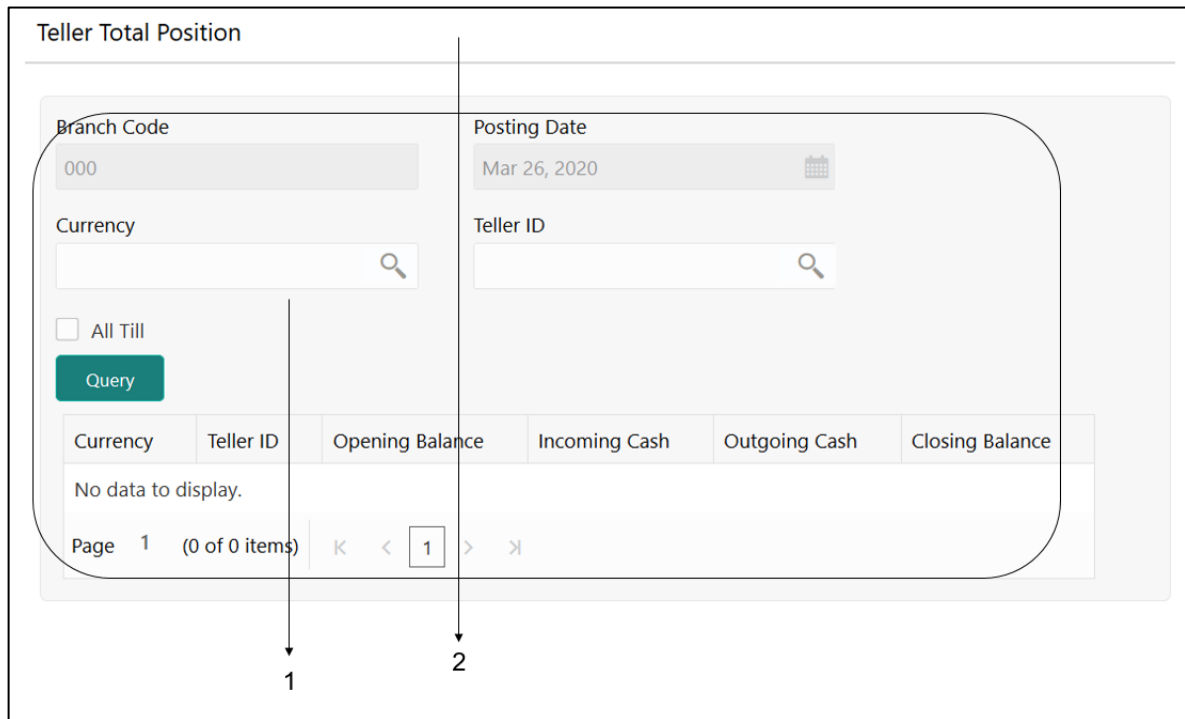 Teller Total Position
Branch Code Posting Date
000 Mar 26, 2020
Currency Teller ID
All Till
Query
Currency Teller ID Opening Balance Incoming Cash Outgoing Cash Closing Balance
No data to display.
Page 1 (0 of 0 items) 1
1 2